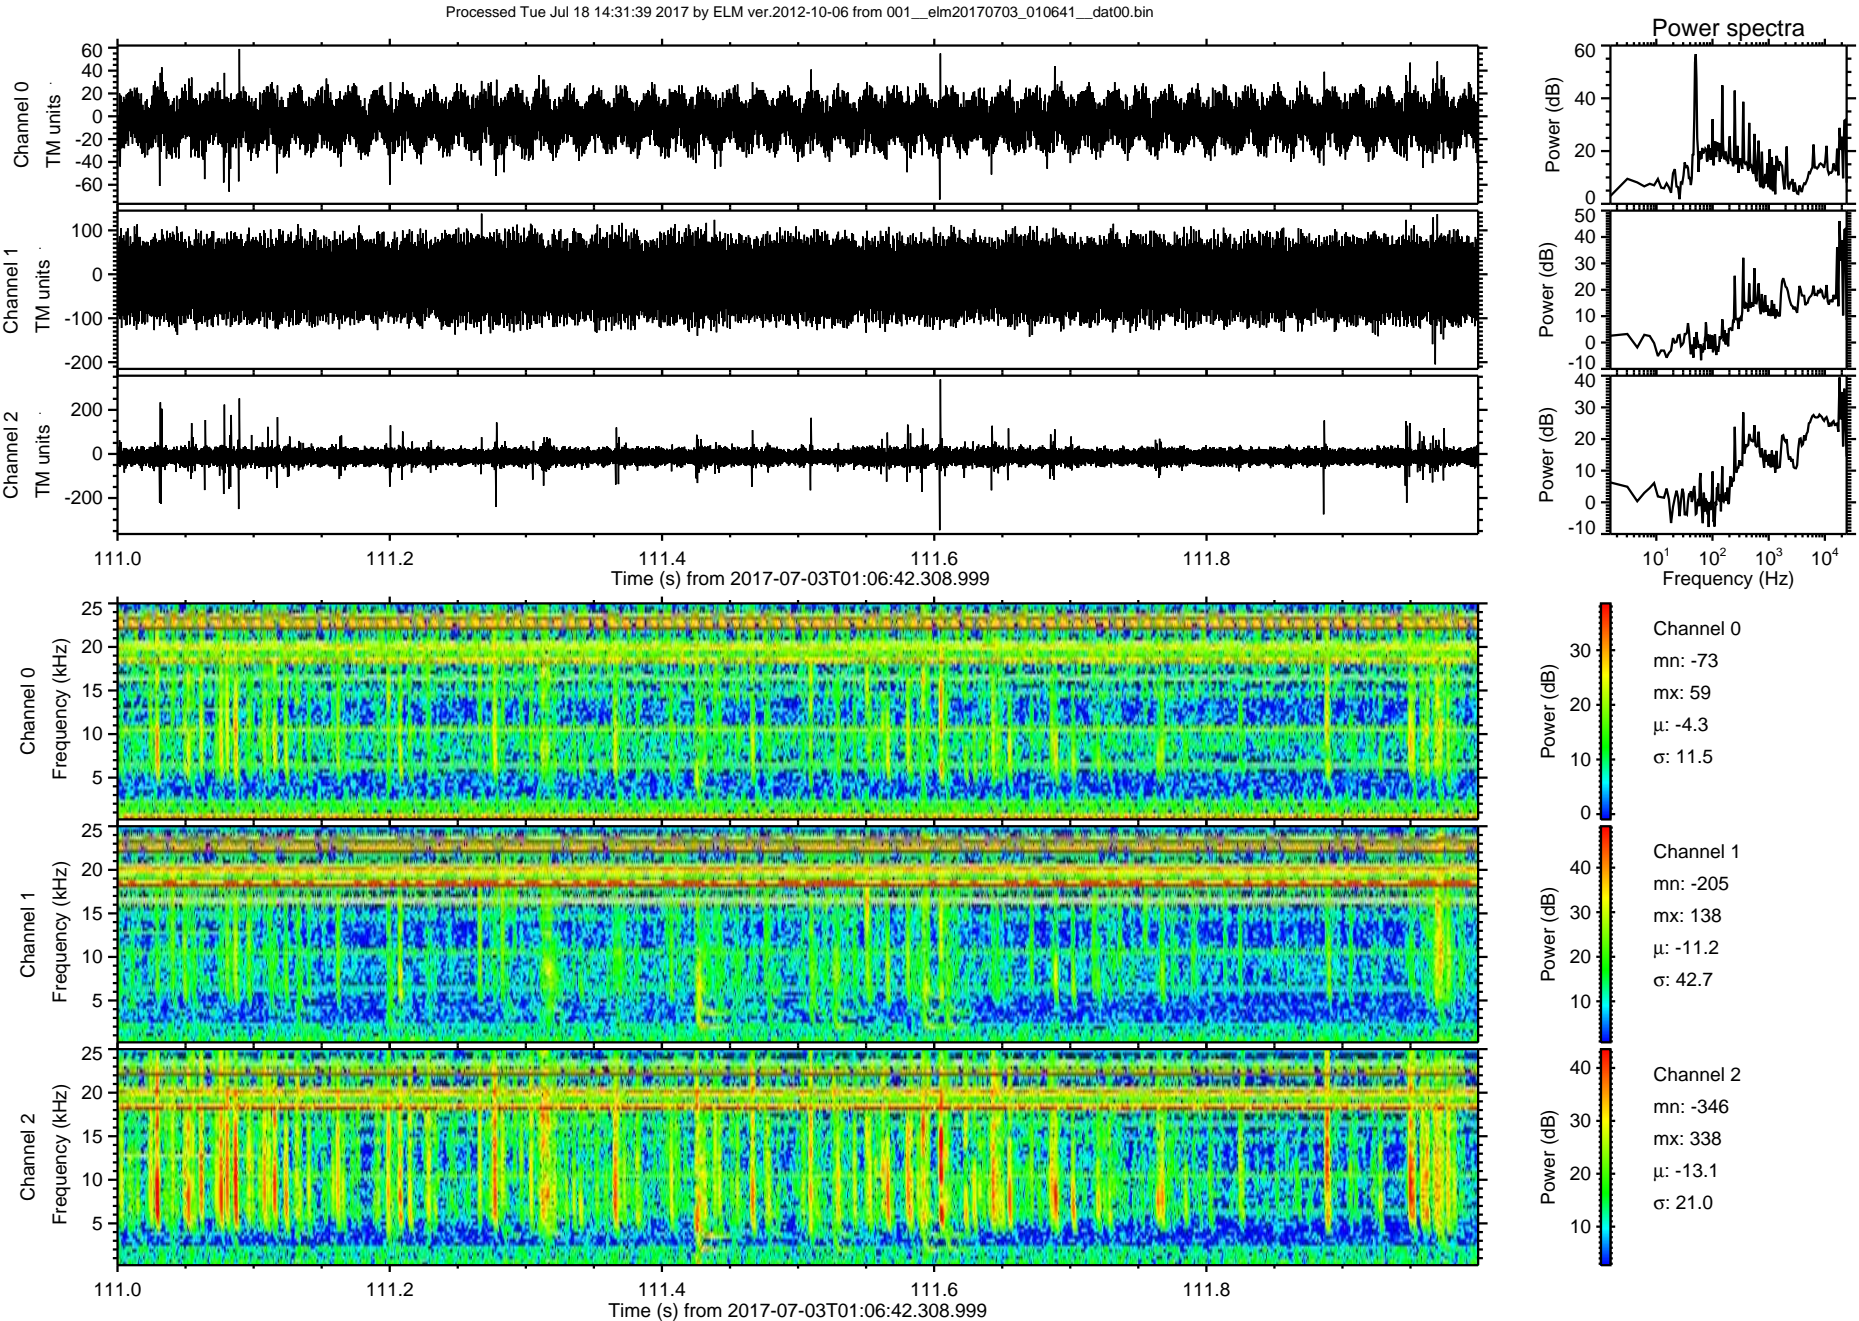 Processed Tue Jul 18 14:31:39 2017 by ELM ver.2012-10-06 from 001__elm20170703_010641__dat00.bin
Power spectra
Channel 0
TM units
60
40
20
0
-20
-40
-60
Power (dB)
60
40
20
0
Channel 1
TM units
100
0
-100
-200
Power (dB)
50
40
30
20
10
0
-10
Channel 2
TM units
200
0
-200
Power (dB)
40
30
20
10
0
-10
111.0 111.2 111.4 111.6 111.8
Time (s) from 2017-07-03T01:06:42.308.999
10¹ 10² 10³ 10⁴
Frequency (Hz)
Channel 0
Frequency (kHz)
25
20
15
10
5
Power (dB)
30
20
10
0
Channel 0
mn: -73
mx: 59
μ: -4.3
σ: 11.5
Channel 1
Frequency (kHz)
25
20
15
10
5
Power (dB)
40
30
20
10
Channel 1
mn: -205
mx: 138
μ: -11.2
σ: 42.7
Channel 2
Frequency (kHz)
25
20
15
10
5
Power (dB)
40
30
20
10
Channel 2
mn: -346
mx: 338
μ: -13.1
σ: 21.0
111.0 111.2 111.4 111.6 111.8
Time (s) from 2017-07-03T01:06:42.308.999